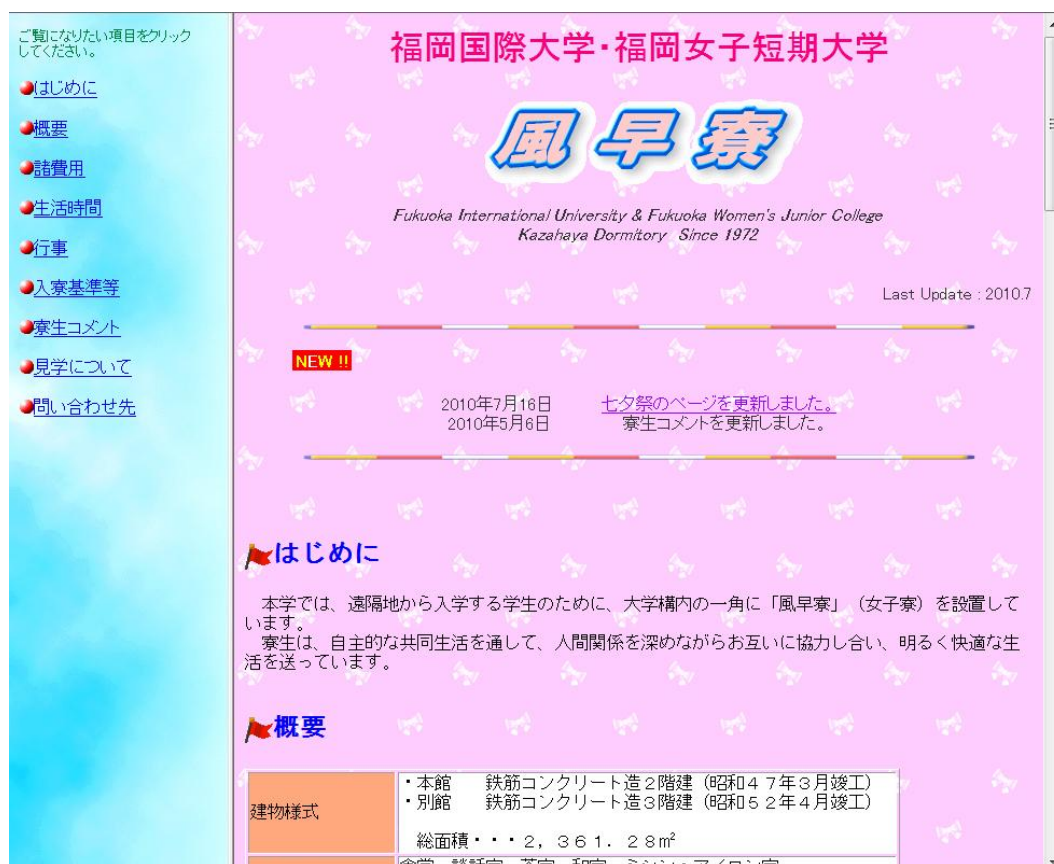 ご覧になりたい項目をクリック
してください。
はじめに
概要
諸費用
生活時間
行事
入寮基準等
寮生コメント
見学について
問い合わせ先
福岡国際大学・福岡女子短期大学
風早寮
Fukuoka International University & Fukuoka Women's Junior College
Kazahaya Dormitory Since 1972
Last Update : 2010.7
NEW !!
2010年7月16日 七夕祭のページを更新しました。
2010年5月6日 寮生コメントを更新しました。
はじめに
本学では、遠隔地から入学する学生のために、大学構内の一角に「風早寮」（女子寮）を設置して
います。
寮生は、自主的な共同生活を通して、人間関係を深めながらお互いに協力し合い、明るく快適な生
活を送っています。
概要
建物様式
・本館 鉄筋コンクリート造２階建（昭和４７年３月竣工）
・別館 鉄筋コンクリート造３階建（昭和５２年４月竣工）
総面積・・・２，３６１．２８㎡